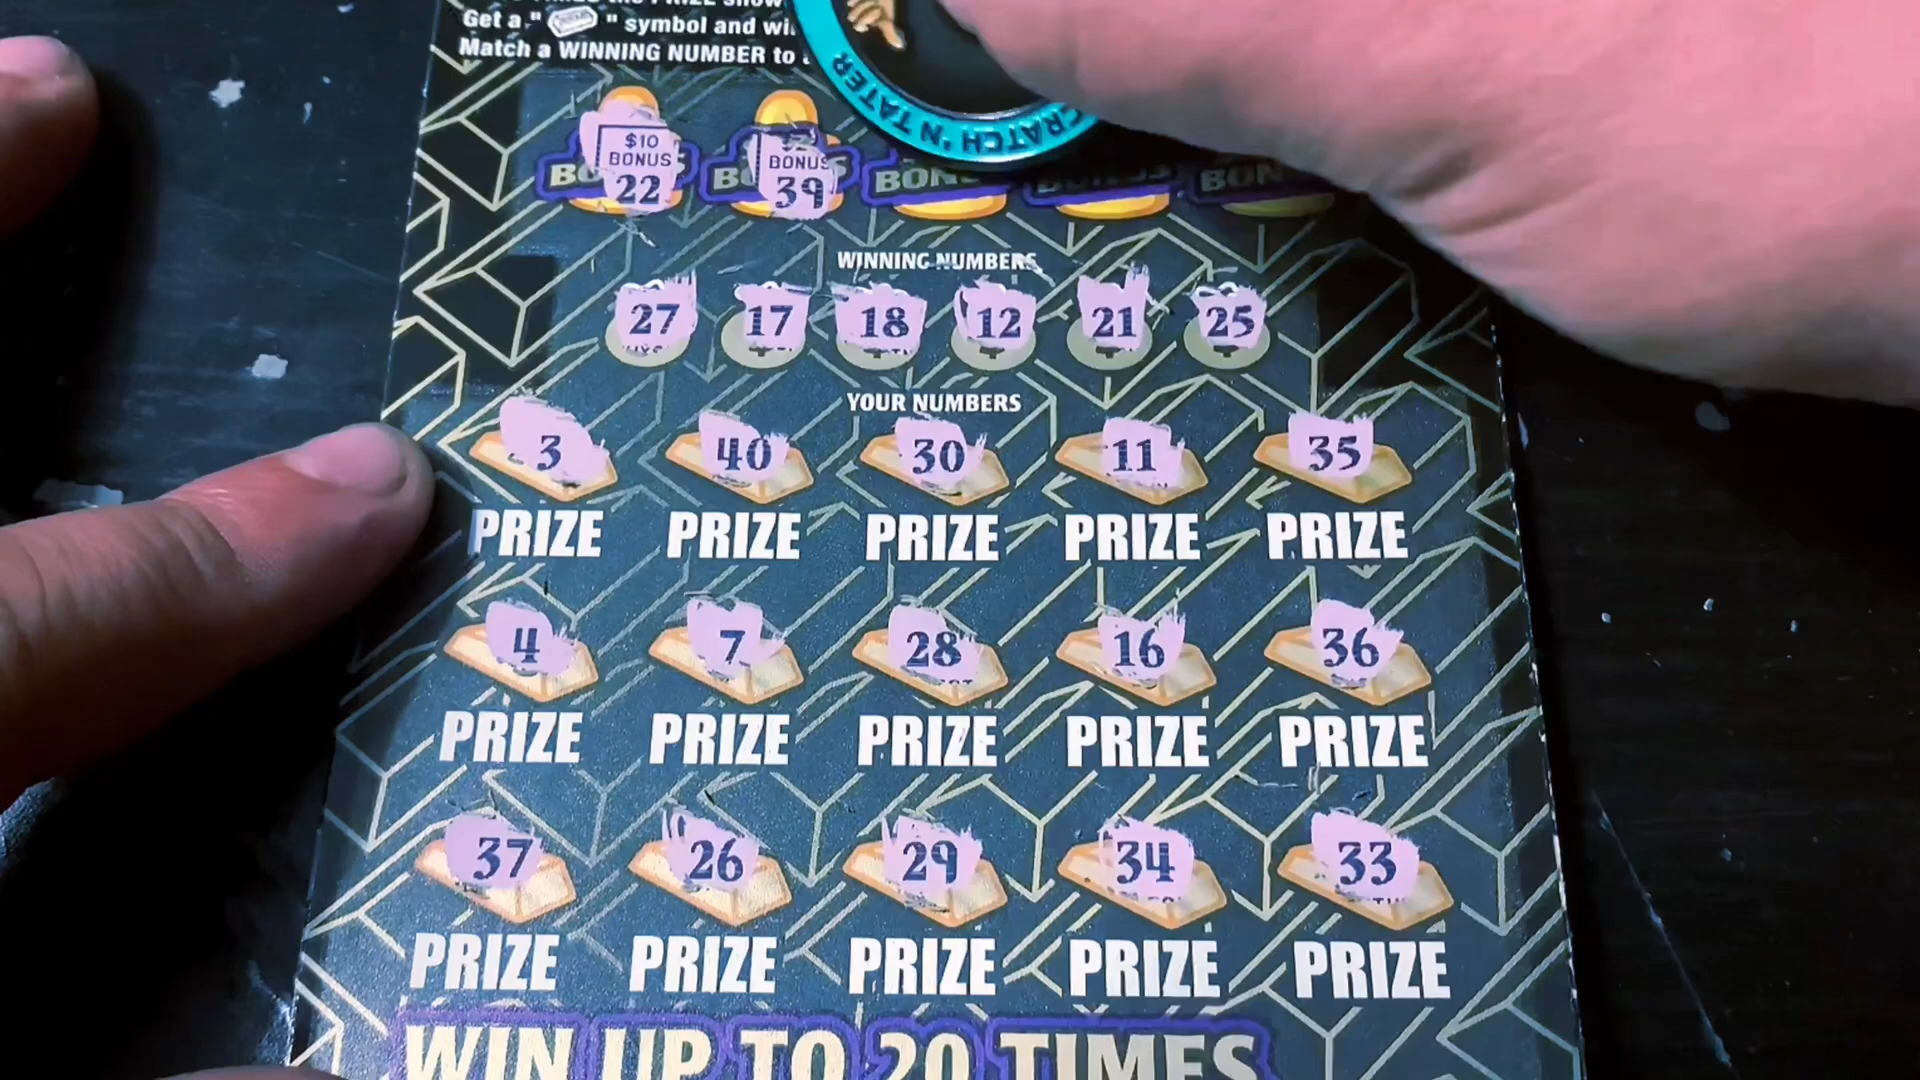 Get a " " symbol and
Match a WINNING NUMBER to
SCRATCH 'N TATER
$10
BONUS
22
BONUS
39
WINNING NUMBERS
27 17 18 12 21 25
YOUR NUMBERS
3 40 30 11 35
PRIZE PRIZE PRIZE PRIZE PRIZE
4 7 28 16 36
PRIZE PRIZE PRIZE PRIZE PRIZE
37 26 29 34 33
PRIZE PRIZE PRIZE PRIZE PRIZE
WIN UP TO 20 TIMES